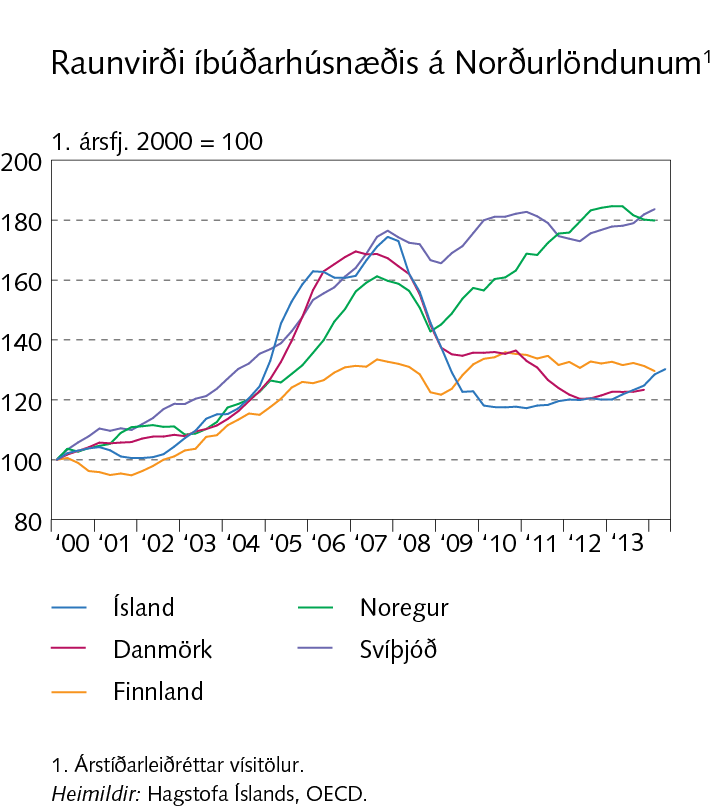 Raunvirði íbúðarhúsnæðis á Norðurlöndunum¹
1. ársfj. 2000 = 100
200
180
160
140
120
100
80
‘00 ‘01 ‘02 ‘03 ‘04 ‘05 ‘06 ‘07 ‘08 ‘09 ‘10 ‘11 ‘12 ‘13
Ísland
Danmörk
Finnland
Noregur
Svíþjóð
1. Árstíðarleiðréttar vísitölur.
Heimildir: Hagstofa Íslands, OECD.